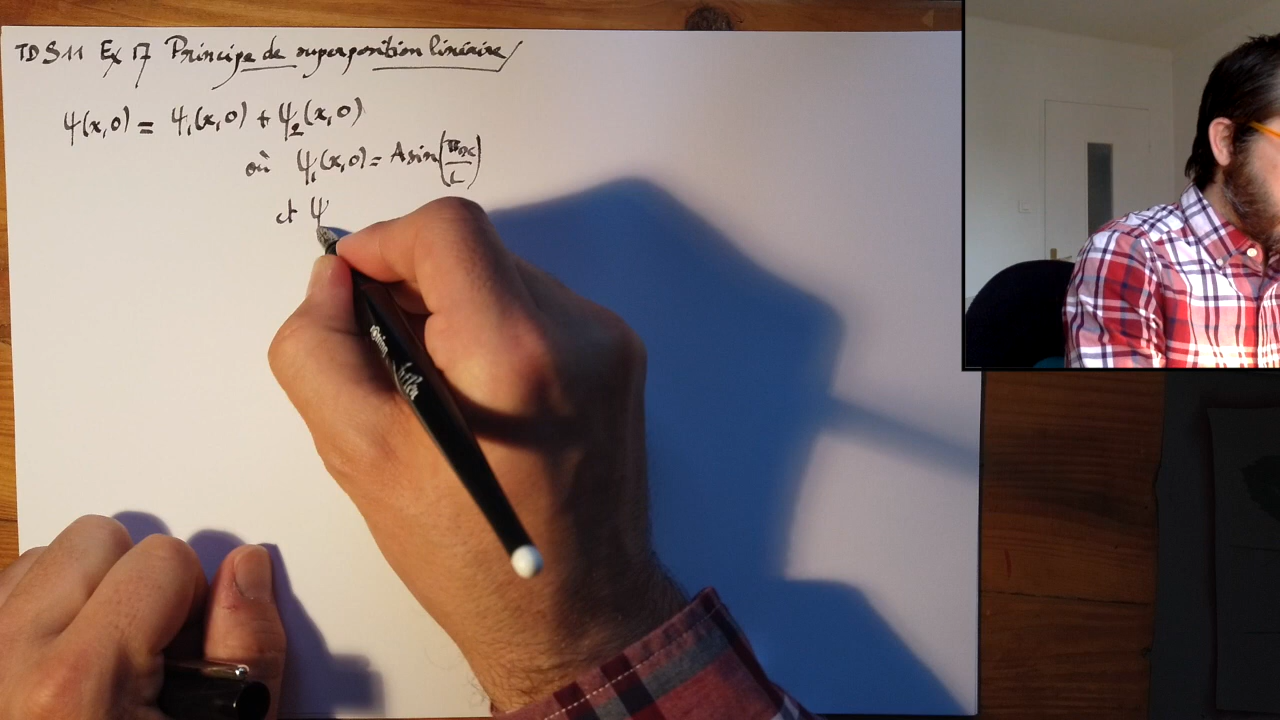 TD S11 Ex 17 Principe de superposition linéaire
ψ(x,0) = ψ₁(x,0) + ψ₂(x,0)
où ψ₁(x,0) = A sin(πx/L)
et ψ